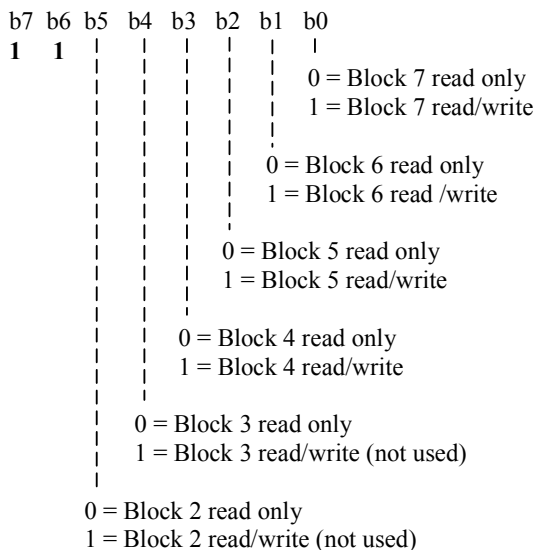 b7 b6 b5 b4 b3 b2 b1 b0
1 1
0 = Block 7 read only
1 = Block 7 read/write
0 = Block 6 read only
1 = Block 6 read /write
0 = Block 5 read only
1 = Block 5 read/write
0 = Block 4 read only
1 = Block 4 read/write
0 = Block 3 read only
1 = Block 3 read/write (not used)
0 = Block 2 read only
1 = Block 2 read/write (not used)